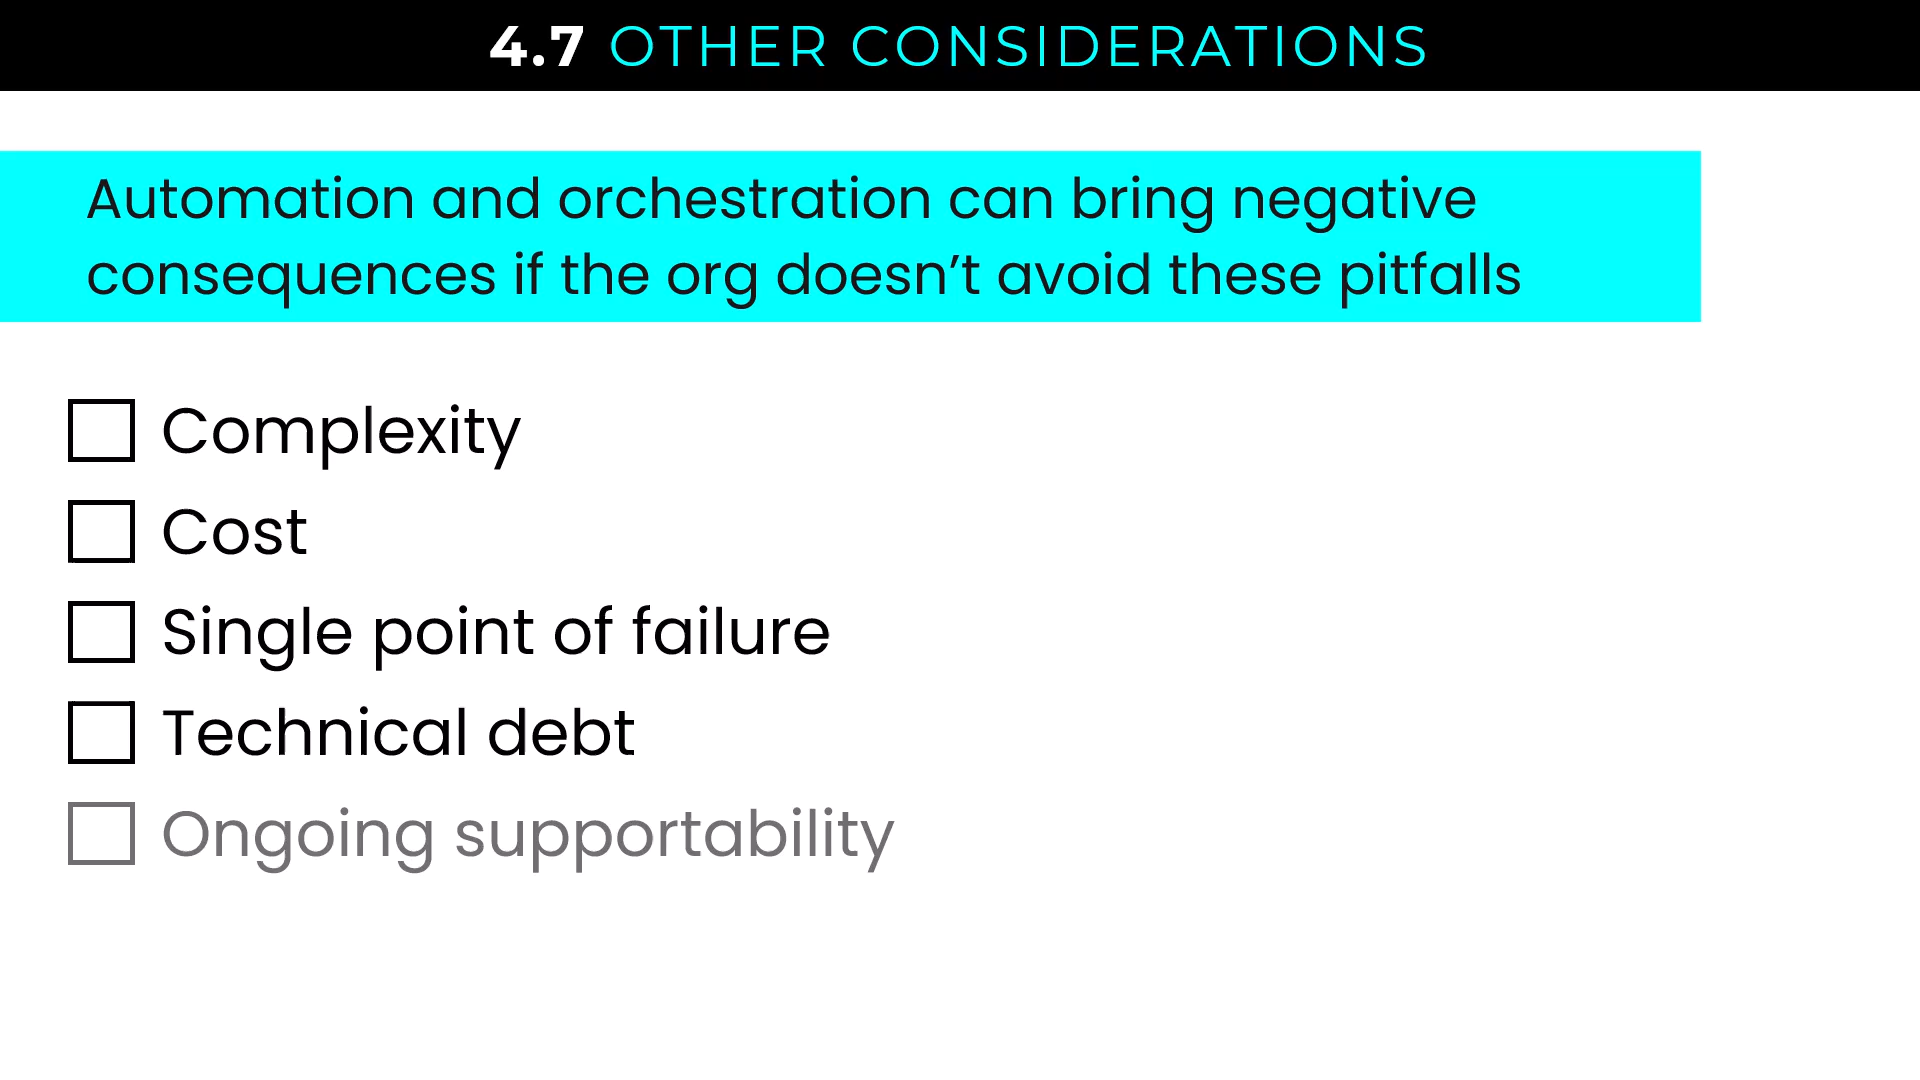 4.7 OTHER CONSIDERATIONS
Automation and orchestration can bring negative
consequences if the org doesn’t avoid these pitfalls
Complexity
Cost
Single point of failure
Technical debt
Ongoing supportability